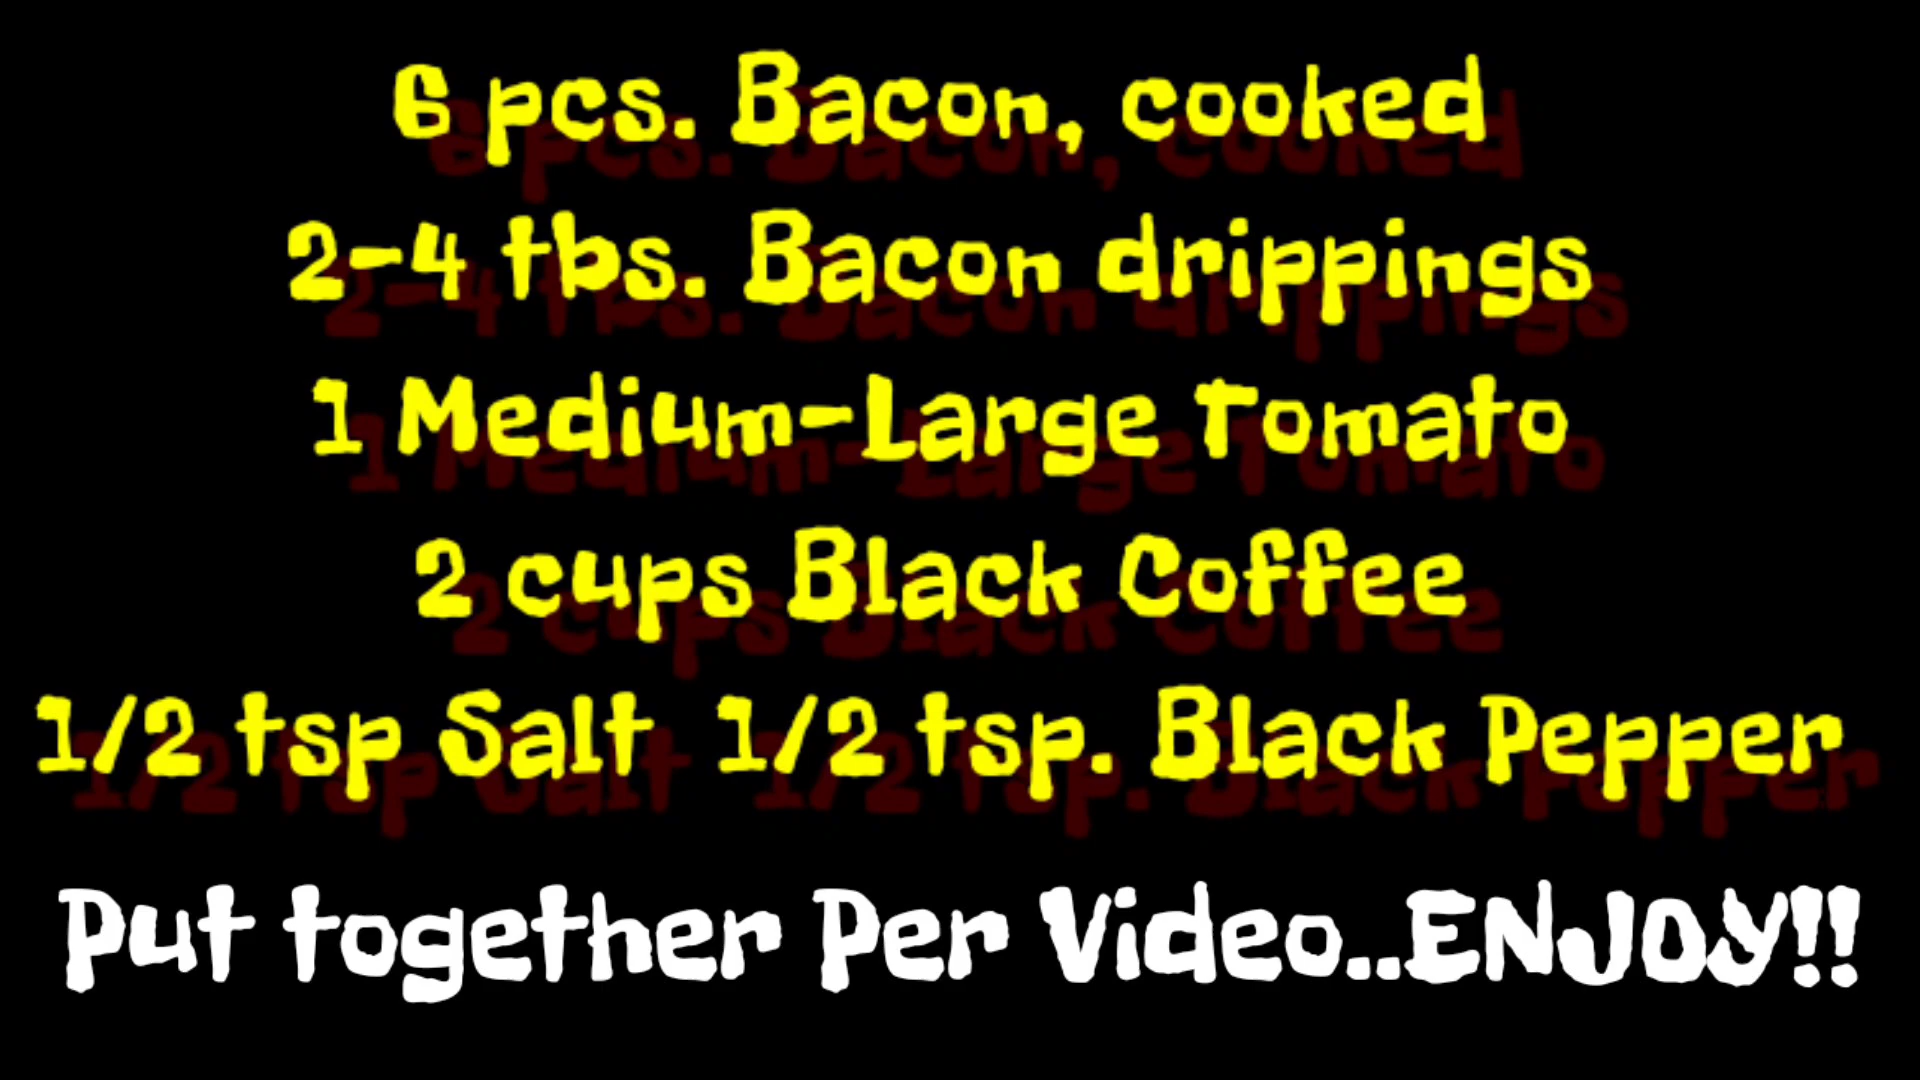 6 pcs. Bacon, cooked
2-4 tbs. Bacon drippings
1 Medium-Large Tomato
2 cups Black Coffee
1/2 tsp Salt 1/2 tsp. Black Pepper
Put together Per Video..ENJOY!!